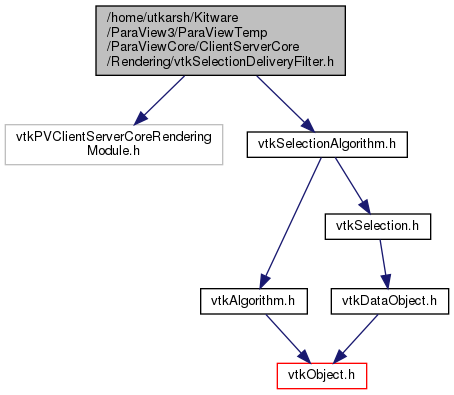 /home/utkarsh/Kitware
/ParaView3/ParaViewTemp
/ParaViewCore/ClientServerCore
/Rendering/vtkSelectionDeliveryFilter.h
vtkPVClientServerCoreRendering
Module.h
vtkSelectionAlgorithm.h
vtkSelection.h
vtkAlgorithm.h
vtkDataObject.h
vtkObject.h